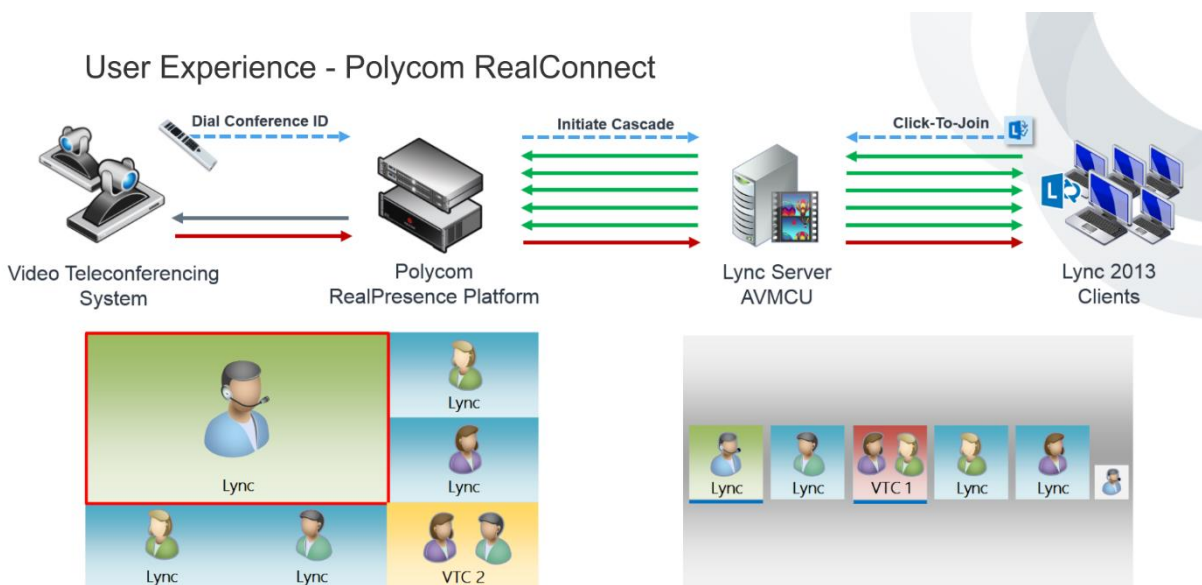 User Experience - Polycom RealConnect
Dial Conference ID
Initiate Cascade
Click-To-Join
L
L
Video Teleconferencing
System
Polycom
RealPresence Platform
Lync Server
AVMCU
Lync 2013
Clients
Lync
Lync
Lync
Lync
Lync
VTC 2
Lync
Lync
VTC 1
Lync
Lync